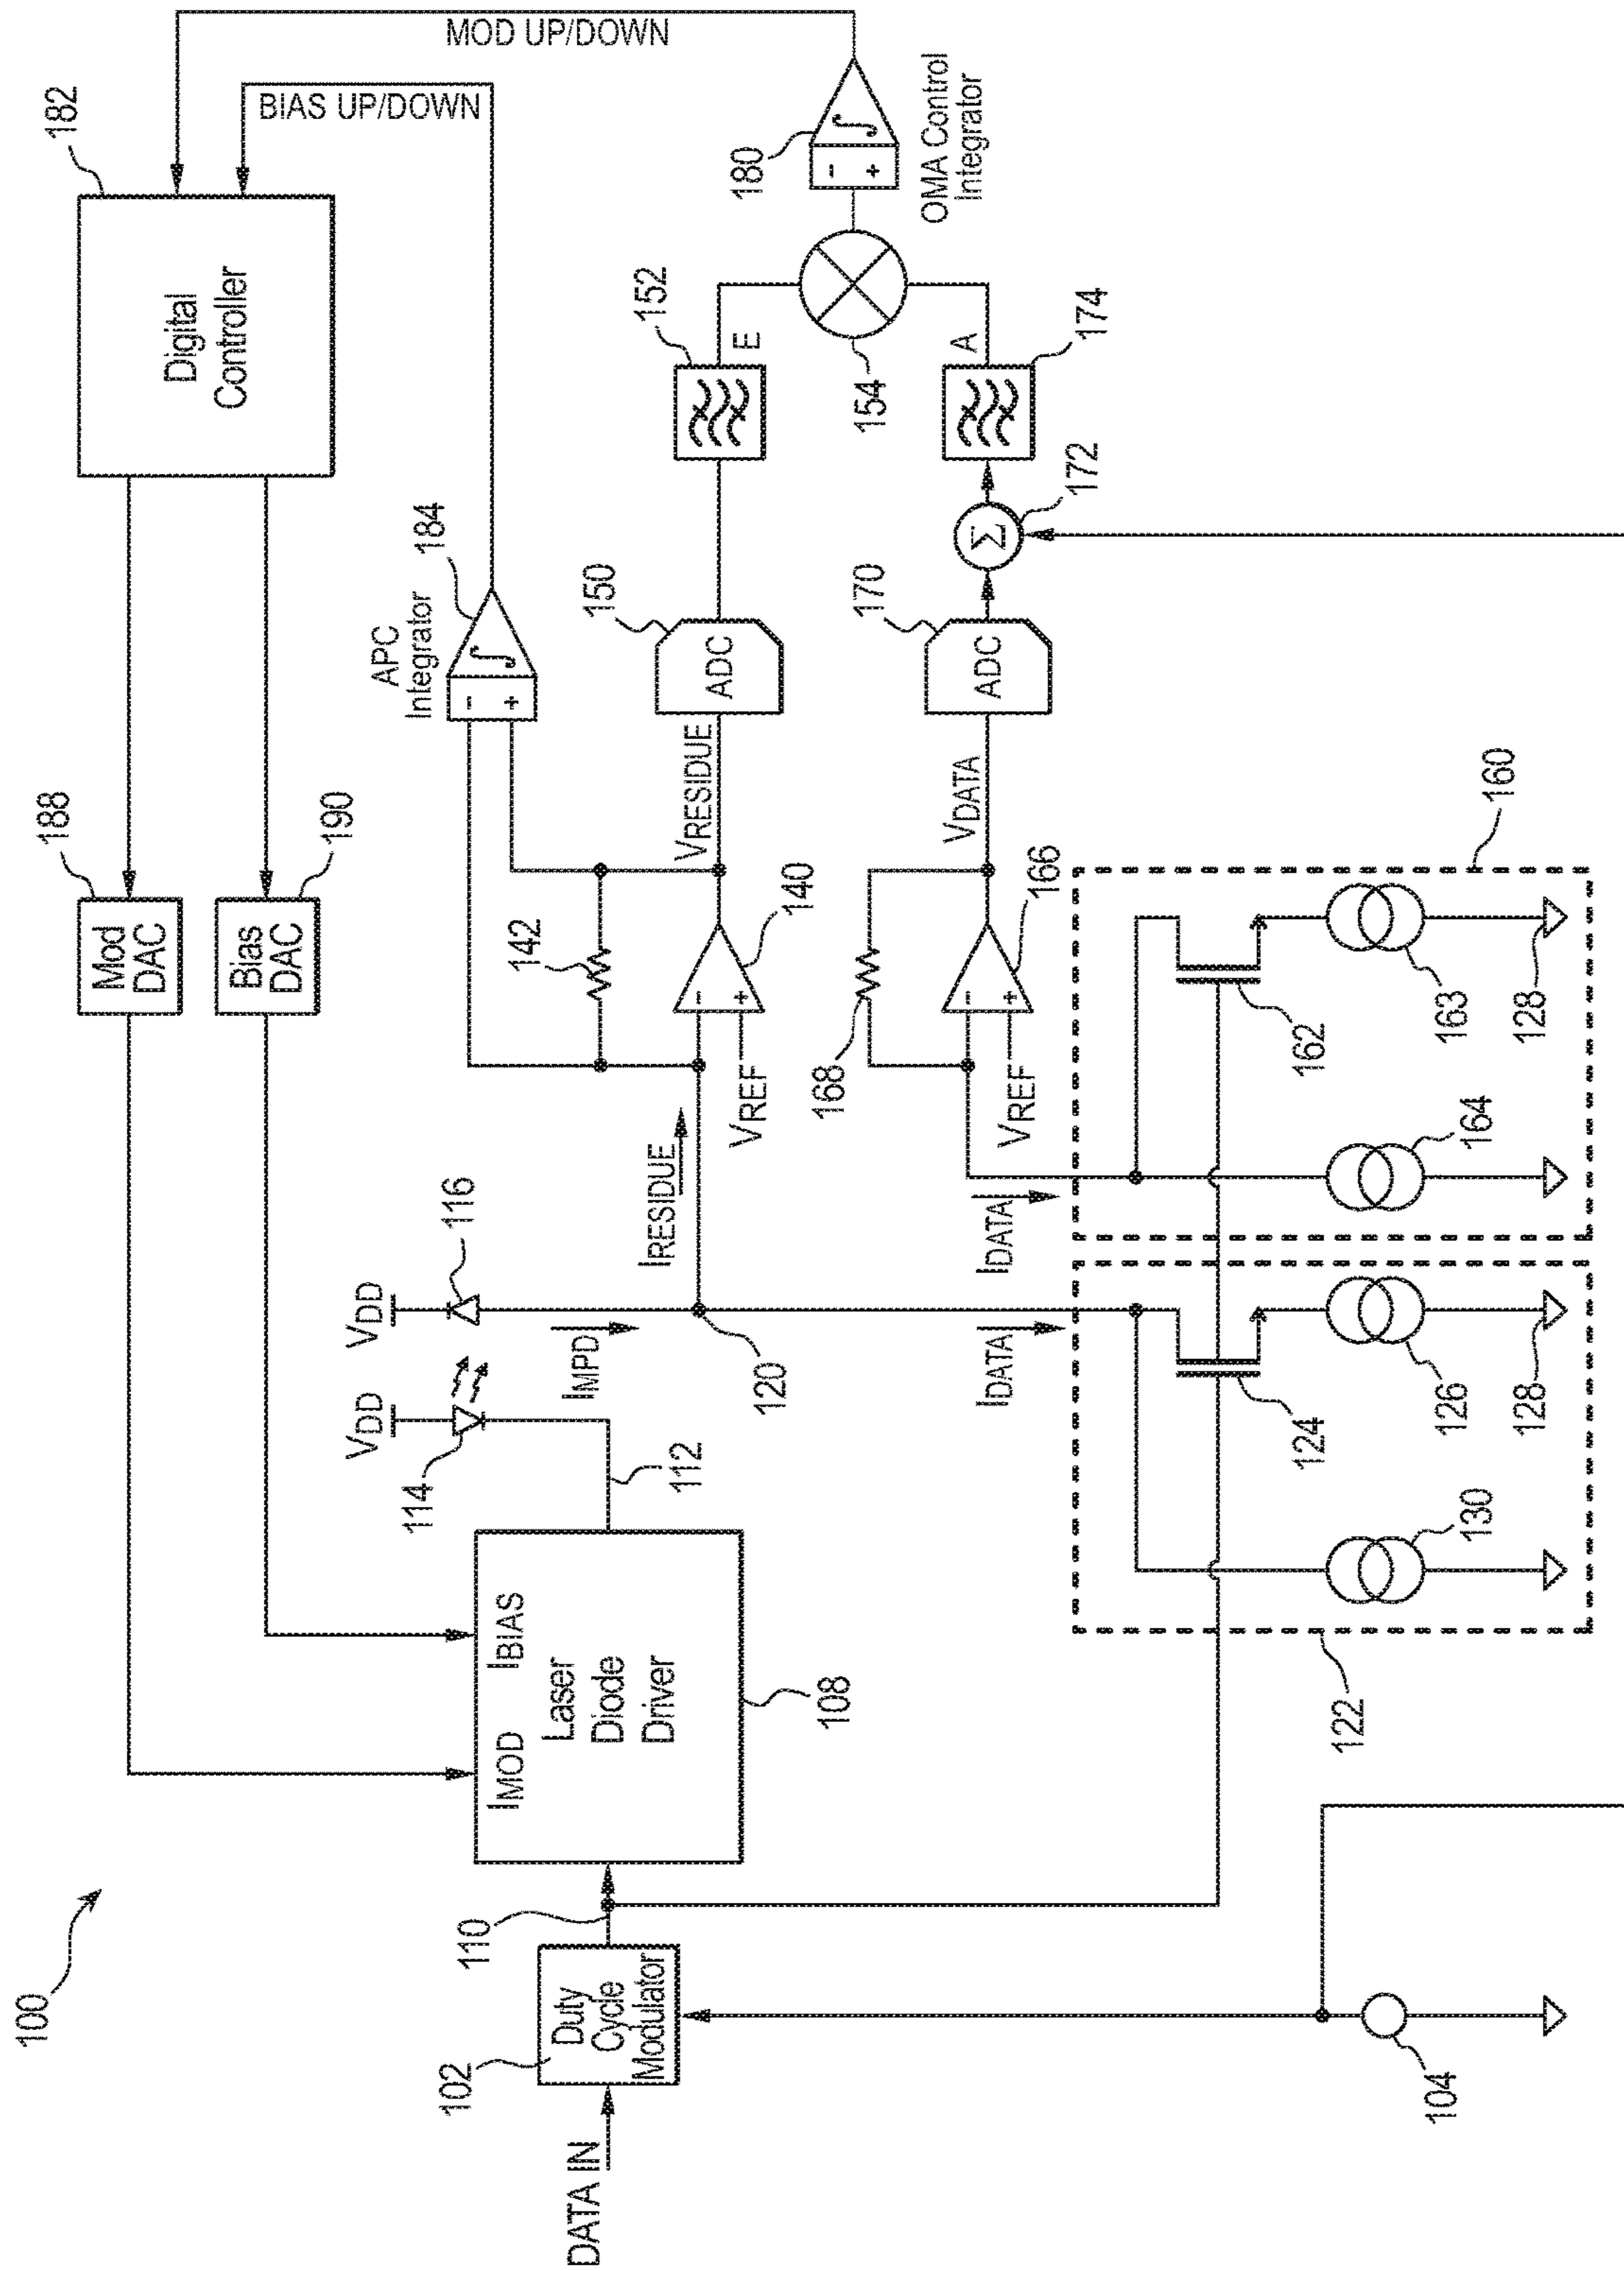 100
DATA IN
102
Duty
Cycle
Modulator
104
110
108
IMOD
IBIAS
Laser
Diode
Driver
112
114
VDD
VDD
116
IMPD
120
IRESIDUE
IDATA
122
130
124
126
128
IDATA
164
162
163
128
160
VREF
142
140
VRESIDUE
VREF
168
166
VDATA
APC
Integrator
184
150
ADC
170
ADC
Σ
172
152
E
154
A
174
180
OMA Control
Integrator
Mod
DAC
188
Bias
DAC
190
Digital
Controller
182
BIAS UP/DOWN
MOD UP/DOWN